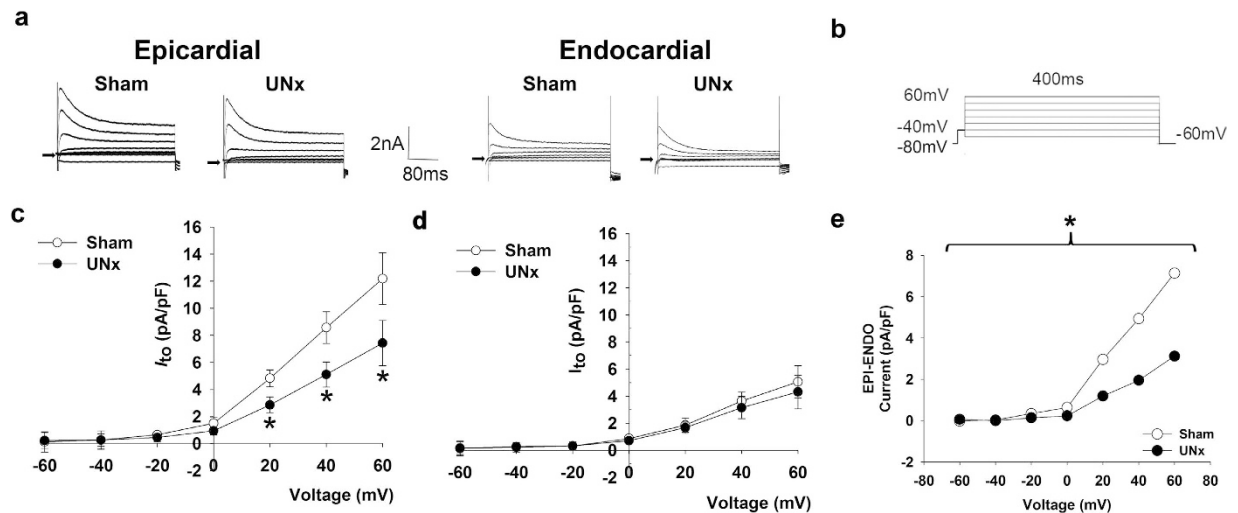 a
Epicardial
Sham
UNx
2nA
80ms
Endocardial
Sham
UNx
b
400ms
60mV
-40mV
-80mV
-60mV
c
Sham
UNx
Ito (pA/pF)
16
14
12
10
8
6
4
2
0
-2
* * *
-60 -40 -20 0 20 40 60
Voltage (mV)
d
Sham
UNx
Ito (pA/pF)
16
14
12
10
8
6
4
2
0
-2
-60 -40 -20 0 20 40 60
Voltage (mV)
e
*
EPI-ENDO
Current (pA/pF)
8
6
4
2
0
-2
-80 -60 -40 -20 0 20 40 60 80
Voltage (mV)
Sham
UNx